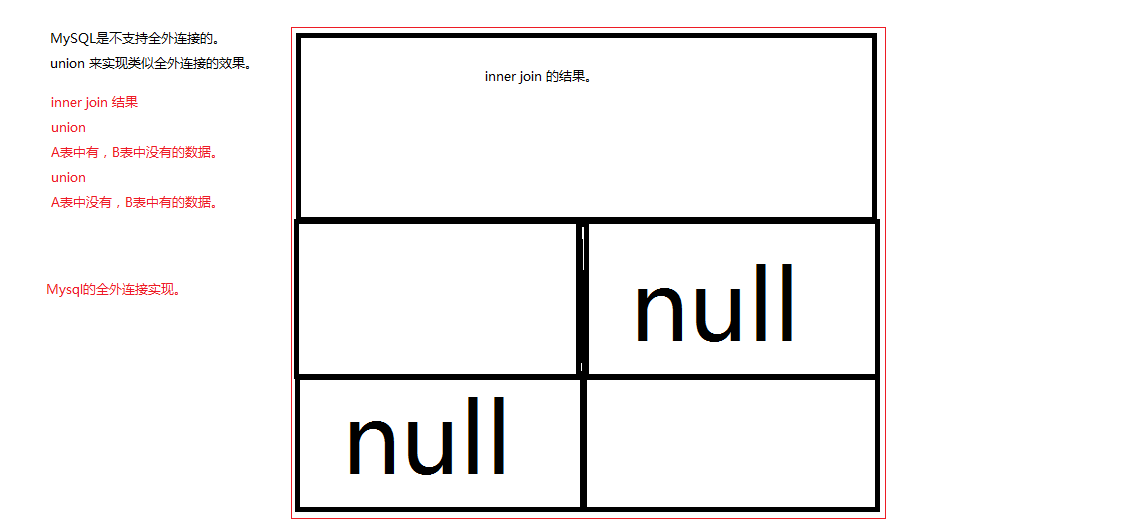 MySQL是不支持全外连接的。
union 来实现类似全外连接的效果。
inner join 结果
union
A表中有，B表中没有的数据。
union
A表中没有，B表中有的数据。
Mysql的全外连接实现。
inner join 的结果。
null
null